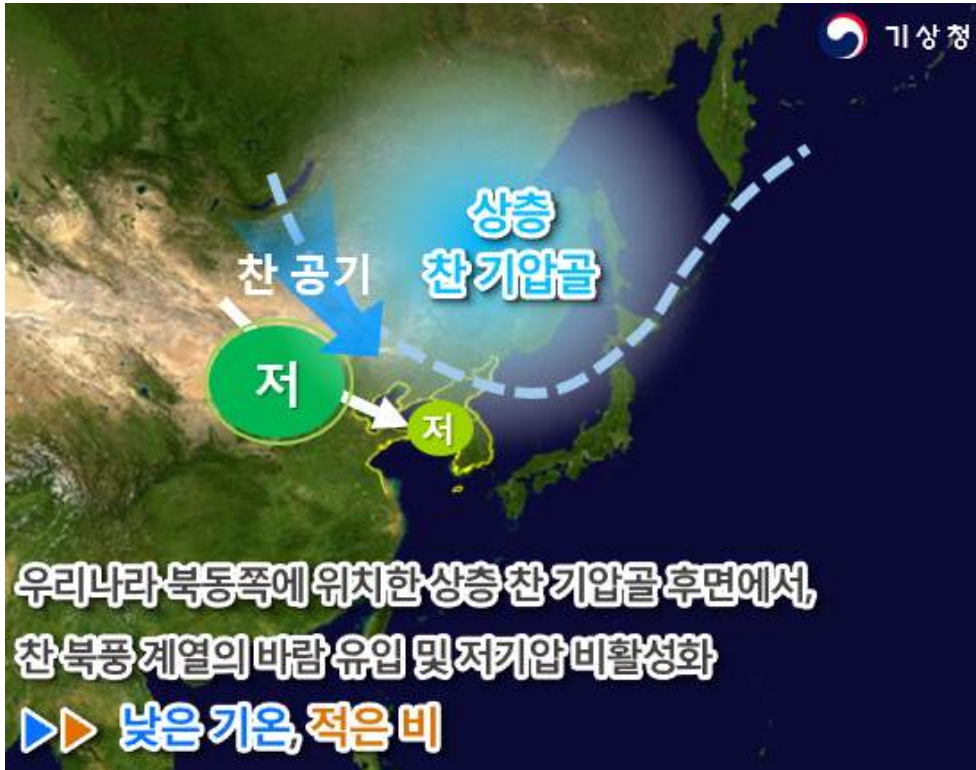 기상청
상층
찬 기압골
찬 공기
저
저
우리나라 북동쪽에 위치한 상층 찬 기압골 후면에서,
찬 북풍 계열의 바람 유입 및 저기압 비활성화
낮은 기온, 적은 비